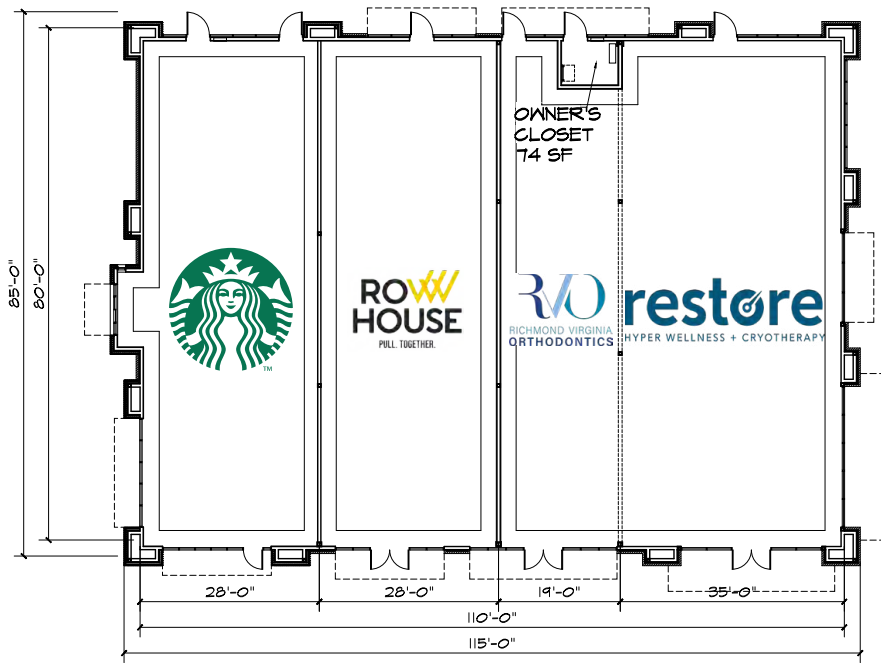 OWNER'S
CLOSET
74 SF
85'-0"
80'-0"
TM
ROW
HOUSE
PULL. TOGETHER.
RVO
RICHMOND VIRGINIA
ORTHODONTICS
restore
HYPER WELLNESS + CRYOTHERAPY
28'-0"
28'-0"
19'-0"
35'-0"
110'-0"
115'-0"